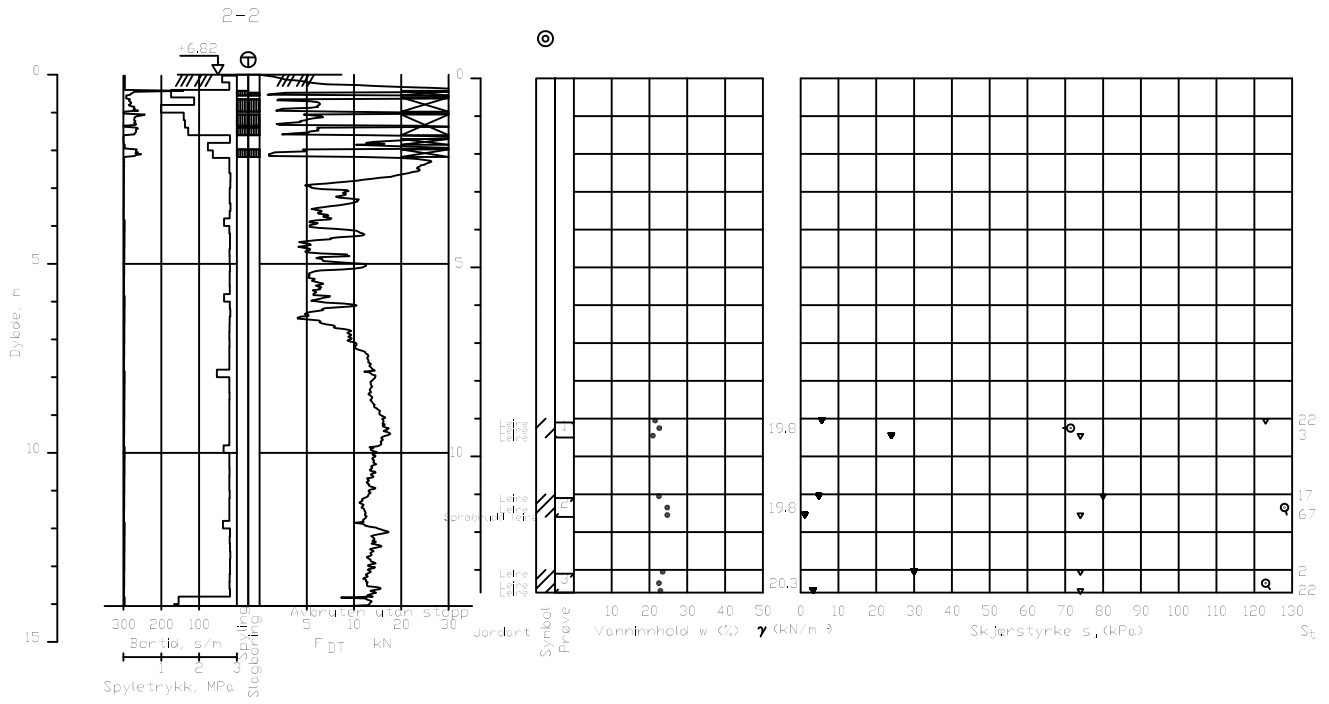 2-2
+6.82
0
5
10
15
Dybde, m
300 200 100
Bortid, s/m
1 2 3
Spyletrykk, MPa
Spyling
Slagboring
Avbruten utan stopp
5 10 20 30
F DT kN
0
5
10
Leire
Leire
Leire
Leire
Sprøbrudd leire
Leire
Leire
Leire
Jordart
Symbol
Prøve
1
2
3
10 20 30 40 50
Vanninnhold w (%)
19.8
19.8
20.3
γ (kN/m³)
0 10 20 30 40 50 60 70 80 90 100 110 120 130
Skjærstyrke s (kPa)
22
3
17
67
2
22
St